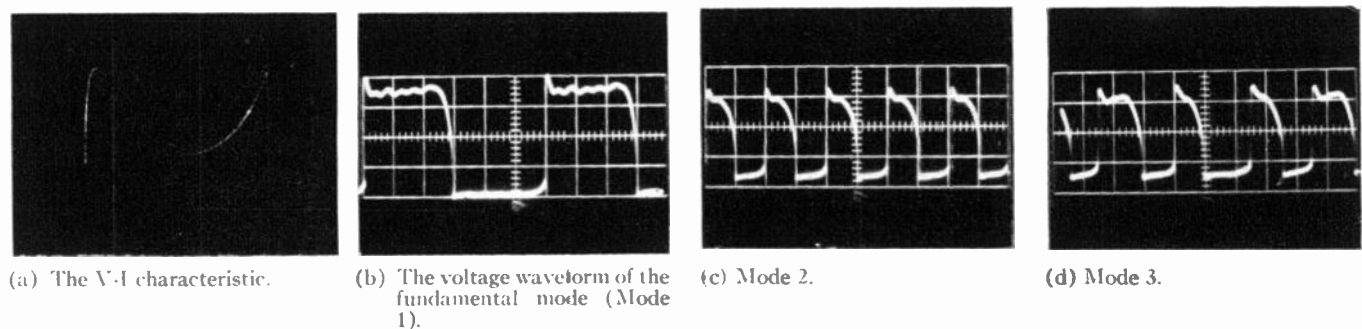 (a) The V-I characteristic.
(b) The voltage waveform of the
fundamental mode (Mode
1).
(c) Mode 2.
(d) Mode 3.